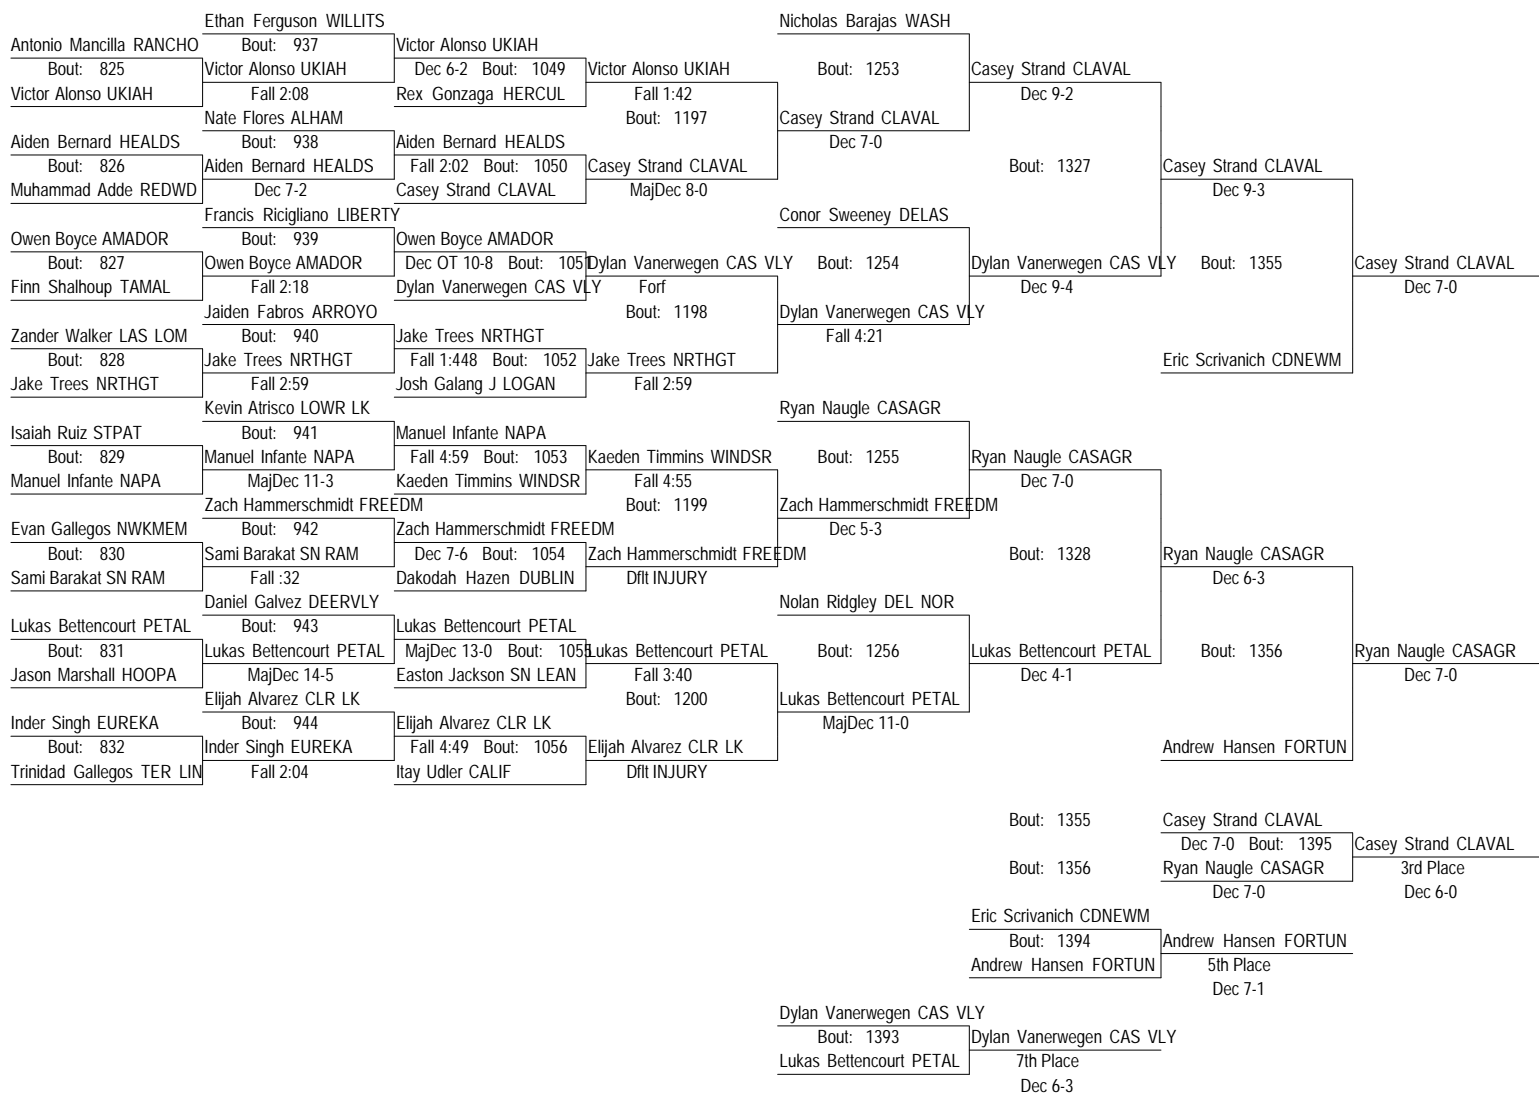 Ethan Ferguson WILLITS Nicholas Barajas WASH
Antonio Mancilla RANCHO Bout: 937 Victor Alonso UKIAH
Bout: 825 Victor Alonso UKIAH Dec 6-2 Bout: 1049 Victor Alonso UKIAH Bout: 1253 Casey Strand CLAVAL
Victor Alonso UKIAH Fall 2:08 Rex Gonzaga HERCUL Fall 1:42 Dec 9-2
Nate Flores ALHAM Bout: 1197 Casey Strand CLAVAL
Aiden Bernard HEALDS Bout: 938 Aiden Bernard HEALDS Dec 7-0
Bout: 826 Aiden Bernard HEALDS Fall 2:02 Bout: 1050 Casey Strand CLAVAL Bout: 1327 Casey Strand CLAVAL
Muhammad Adde REDWD Dec 7-2 Casey Strand CLAVAL MajDec 8-0 Dec 9-3
Francis Ricigliano LIBERTY Conor Sweeney DELAS
Owen Boyce AMADOR Bout: 939 Owen Boyce AMADOR
Bout: 827 Owen Boyce AMADOR Dec OT 10-8 Bout: 1051 Dylan Vanerwegen CAS VLY Bout: 1254 Dylan Vanerwegen CAS VLY Bout: 1355 Casey Strand CLAVAL
Finn Shalhoup TAMAL Fall 2:18 Dylan Vanerwegen CAS VLY Forf Dec 9-4 Dec 7-0
Jaiden Fabros ARROYO Bout: 1198 Dylan Vanerwegen CAS VLY
Zander Walker LAS LOM Bout: 940 Jake Trees NRTHGT Fall 4:21
Bout: 828 Jake Trees NRTHGT Fall 1:448 Bout: 1052 Jake Trees NRTHGT Eric Scrivanich CDNEWM
Jake Trees NRTHGT Fall 2:59 Josh Galang J LOGAN Fall 2:59
Kevin Atrisco LOWR LK Ryan Naugle CASAGR
Isaiah Ruiz STPAT Bout: 941 Manuel Infante NAPA
Bout: 829 Manuel Infante NAPA Fall 4:59 Bout: 1053 Kaeden Timmins WINDSR Bout: 1255 Ryan Naugle CASAGR
Manuel Infante NAPA MajDec 11-3 Kaeden Timmins WINDSR Fall 4:55 Dec 7-0
Zach Hammerschmidt FREEDM Bout: 1199 Zach Hammerschmidt FREEDM
Evan Gallegos NWKMEM Bout: 942 Zach Hammerschmidt FREEDM Dec 5-3
Bout: 830 Sami Barakat SN RAM Dec 7-6 Bout: 1054 Zach Hammerschmidt FREEDM Bout: 1328 Ryan Naugle CASAGR
Sami Barakat SN RAM Fall :32 Dakodah Hazen DUBLIN Dflt INJURY Dec 6-3
Daniel Galvez DEERVLY Nolan Ridgley DEL NOR
Lukas Bettencourt PETAL Bout: 943 Lukas Bettencourt PETAL
Bout: 831 Lukas Bettencourt PETAL MajDec 13-0 Bout: 1055 Lukas Bettencourt PETAL Bout: 1256 Lukas Bettencourt PETAL Bout: 1356 Ryan Naugle CASAGR
Jason Marshall HOOPA MajDec 14-5 Easton Jackson SN LEAN Fall 3:40 Dec 4-1 Dec 7-0
Elijah Alvarez CLR LK Bout: 1200 Lukas Bettencourt PETAL
Inder Singh EUREKA Bout: 944 Elijah Alvarez CLR LK MajDec 11-0
Bout: 832 Inder Singh EUREKA Fall 4:49 Bout: 1056 Elijah Alvarez CLR LK Andrew Hansen FORTUN
Trinidad Gallegos TER LIN Fall 2:04 Itay Udler CALIF Dflt INJURY
Bout: 1355 Casey Strand CLAVAL
Dec 7-0 Bout: 1395 Casey Strand CLAVAL
Bout: 1356 Ryan Naugle CASAGR 3rd Place
Dec 7-0 Dec 6-0
Eric Scrivanich CDNEWM
Bout: 1394 Andrew Hansen FORTUN
Andrew Hansen FORTUN 5th Place
Dec 7-1
Dylan Vanerwegen CAS VLY
Bout: 1393 Dylan Vanerwegen CAS VLY
Lukas Bettencourt PETAL 7th Place
Dec 6-3